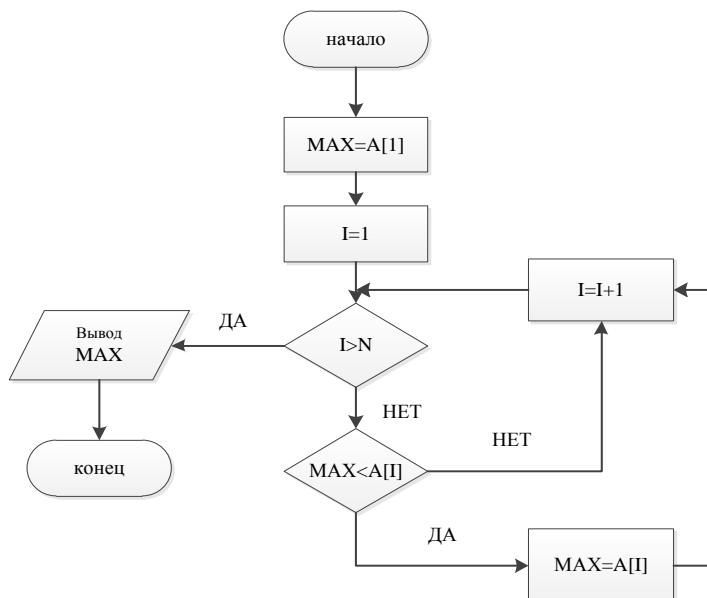 начало
MAX=A[1]
I=1
I=I+1
ДА
Вывод
MAX
I>N
НЕТ
НЕТ
конец
MAX<A[I]
ДА
MAX=A[I]